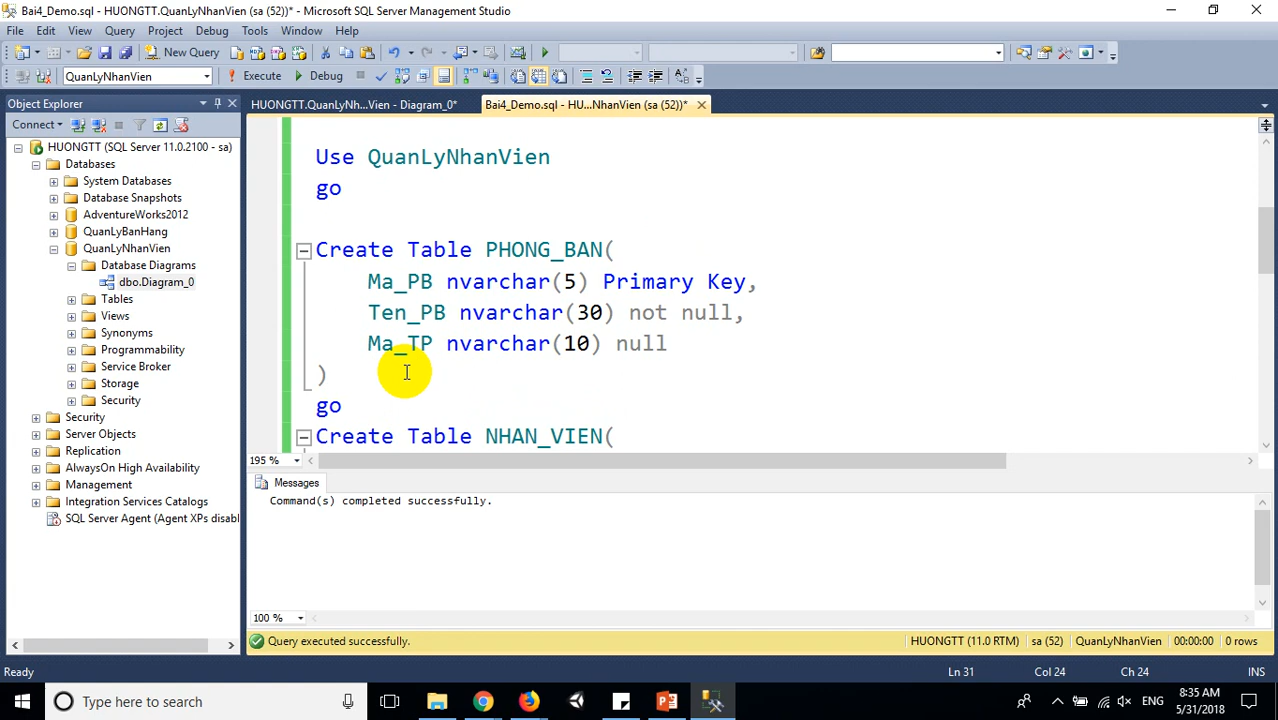 Bai4_Demo.sql - HUONGTT.QuanLyNhanVien (sa (52))* - Microsoft SQL Server Management Studio
File Edit View Query Project Debug Tools Window Help
New Query
QuanLyNhanVien Execute Debug
Object Explorer
HUONGTT.QuanLyNh...Vien - Diagram_0*
Bai4_Demo.sql - HU...NhanVien (sa (52))*
Connect
HUONGTT (SQL Server 11.0.2100 - sa)
Databases
System Databases
Database Snapshots
AdventureWorks2012
QuanLyBanHang
QuanLyNhanVien
Database Diagrams
dbo.Diagram_0
Tables
Views
Synonyms
Programmability
Service Broker
Storage
Security
Security
Server Objects
Replication
AlwaysOn High Availability
Management
Integration Services Catalogs
SQL Server Agent (Agent XPs disabl
Use QuanLyNhanVien
go
Create Table PHONG_BAN(
Ma_PB nvarchar(5) Primary Key,
Ten_PB nvarchar(30) not null,
Ma_TP nvarchar(10) null
)
go
Create Table NHAN_VIEN(
195 %
Messages
Command(s) completed successfully.
100 %
Query executed successfully.
HUONGTT (11.0 RTM) sa (52) QuanLyNhanVien 00:00:00 0 rows
Ready Ln 31 Col 24 Ch 24 INS
Type here to search
ENG
8:35 AM
5/31/2018